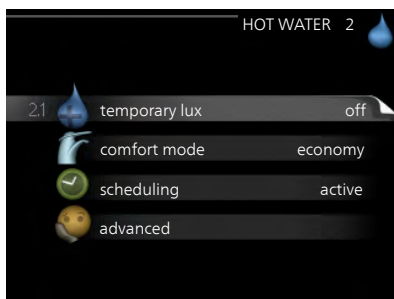 HOT WATER 2
2.1 temporary lux off
comfort mode economy
scheduling active
advanced